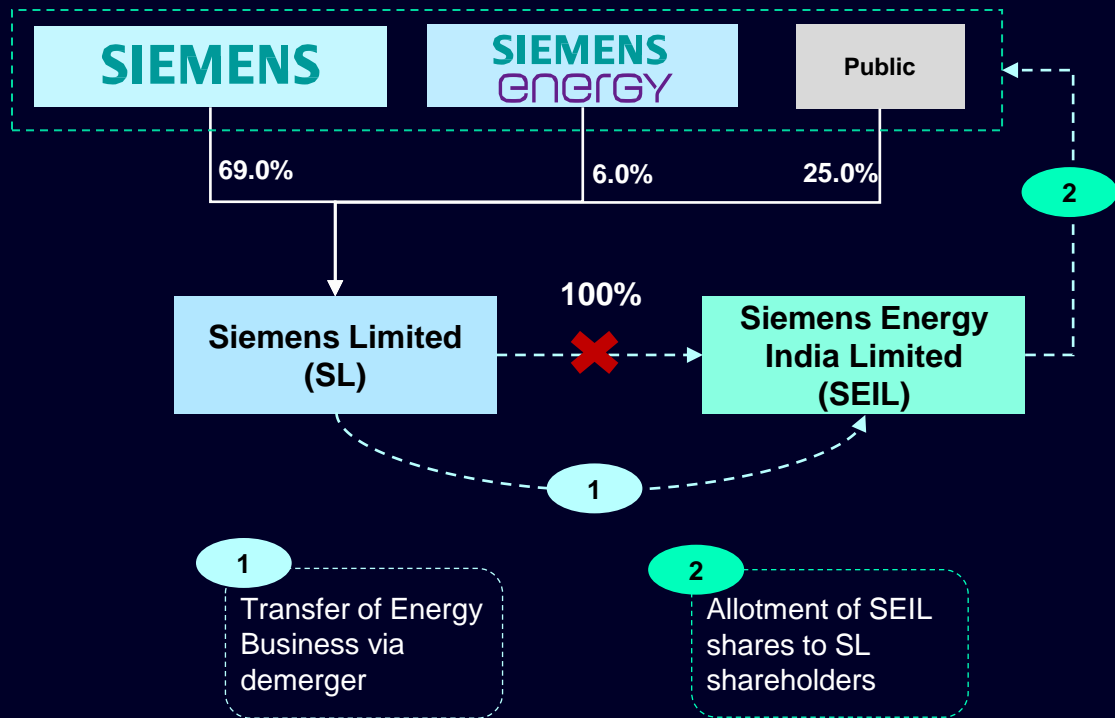 SIEMENS
SIEMENS
energy
Public
69.0%
6.0%
25.0%
2
100%
Siemens Limited
(SL)
Siemens Energy
India Limited
(SEIL)
1
1
Transfer of Energy
Business via
demerger
2
Allotment of SEIL
shares to SL
shareholders